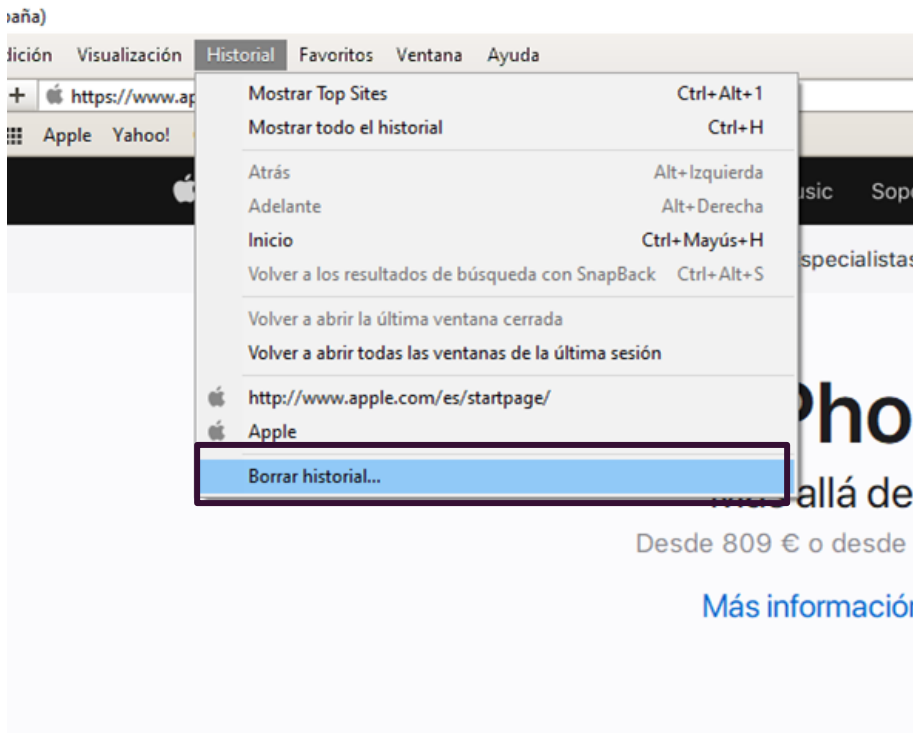 paña)
dición Visualización Historial Favoritos Ventana Ayuda
+ https://www.ap
Apple Yahoo!
Mostrar Top Sites Ctrl+Alt+1
Mostrar todo el historial Ctrl+H
Atrás Alt+Izquierda
Adelante Alt+Derecha
usic Sopo
Inicio Ctrl+Mayús+H
Volver a los resultados de búsqueda con SnapBack Ctrl+Alt+S
specialistas
Volver a abrir la última ventana cerrada
Volver a abrir todas las ventanas de la última sesión
http://www.apple.com/es/startpage/
Apple
Pho
Borrar historial...
Más allá de
Desde 809 € o desde
Más información